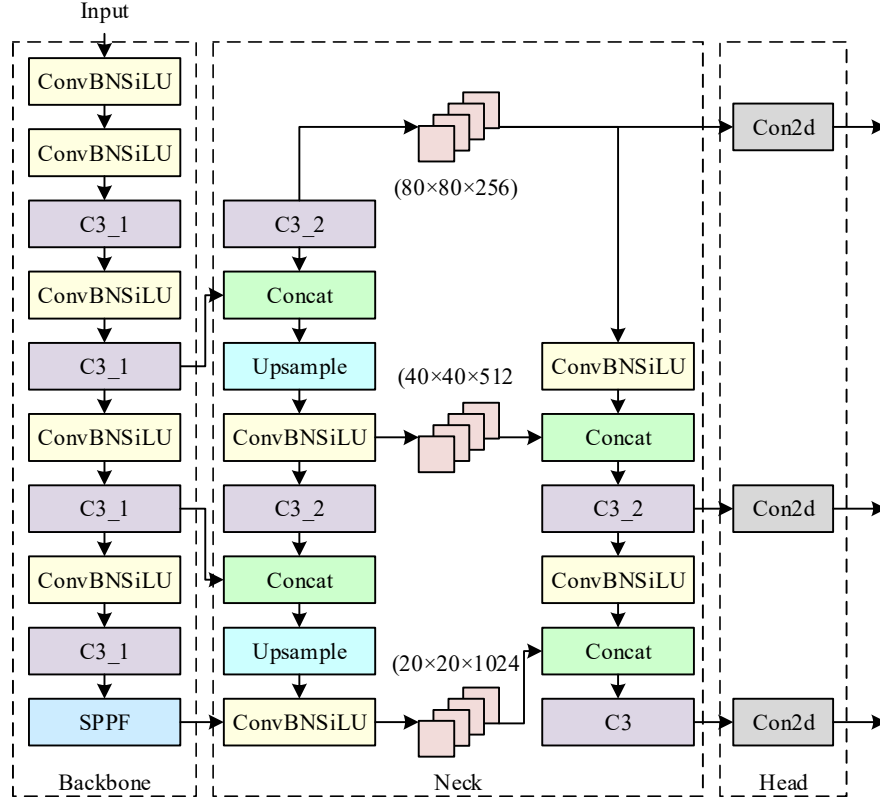 Input
ConvBNSiLU
ConvBNSiLU
C3_1
ConvBNSiLU
C3_1
ConvBNSiLU
C3_1
ConvBNSiLU
C3_1
SPPF
Backbone
C3_2
Concat
Upsample
ConvBNSiLU
C3_2
Concat
Upsample
ConvBNSiLU
(80×80×256)
(40×40×512
(20×20×1024
ConvBNSiLU
Concat
C3_2
ConvBNSiLU
Concat
C3
Neck
Con2d
Con2d
Con2d
Head